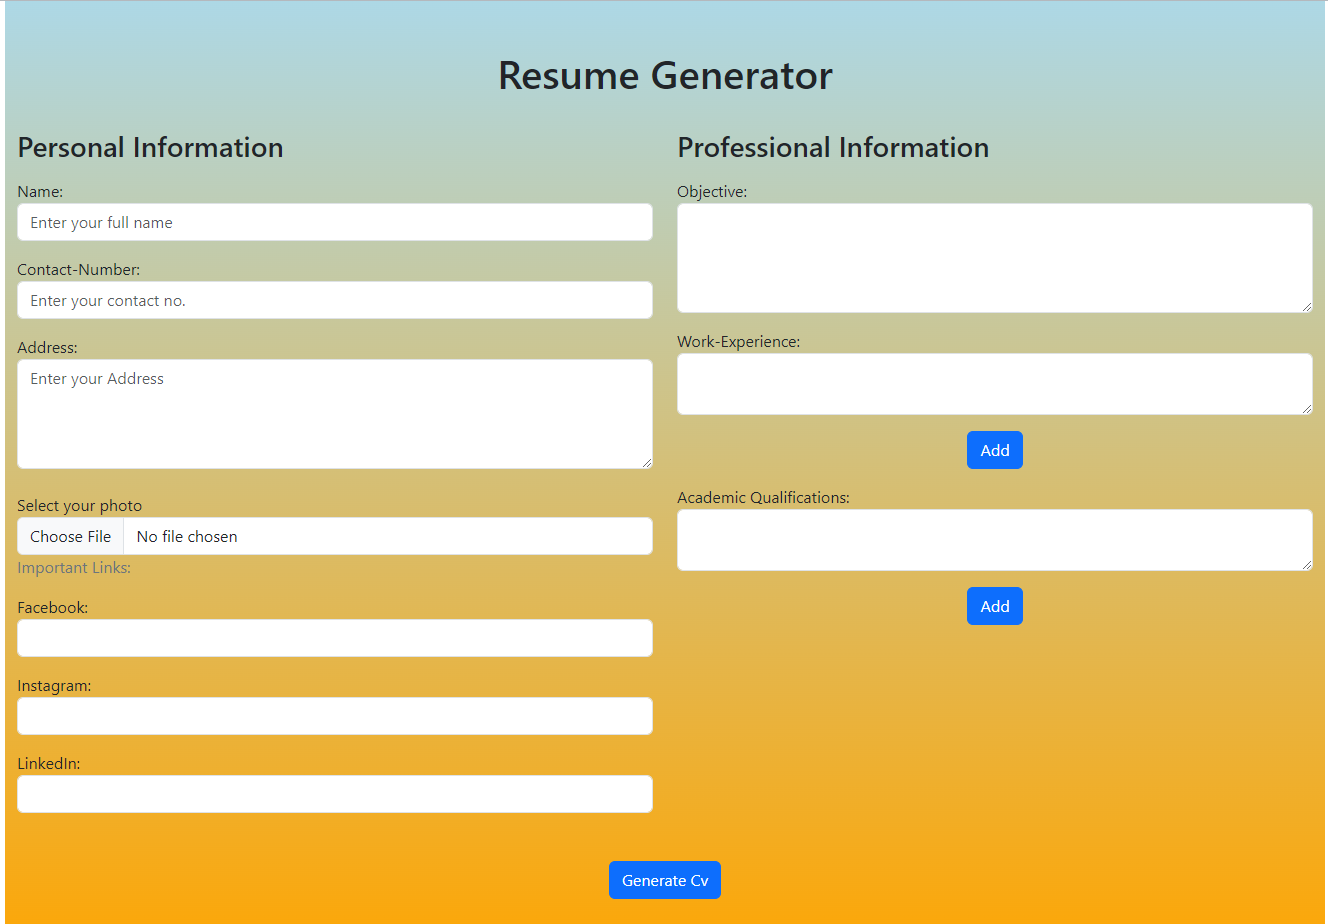 Resume Generator
Personal Information
Name:
Enter your full name
Contact-Number:
Enter your contact no.
Address:
Enter your Address
Select your photo
Choose File No file chosen
Important Links:
Facebook:
Instagram:
LinkedIn:
Professional Information
Objective:
Work-Experience:
Add
Academic Qualifications:
Add
Generate Cv